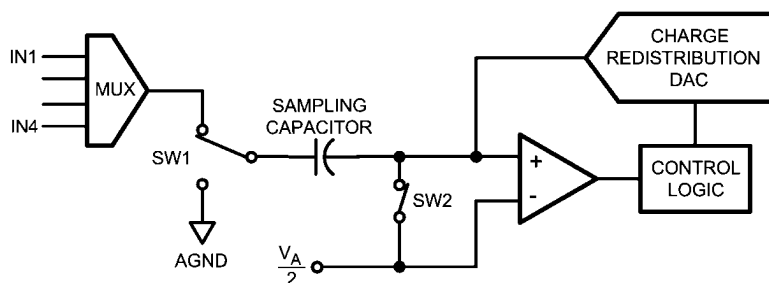 IN1
MUX
IN4
SW1
AGND
SAMPLING
CAPACITOR
SW2
V_A
2
+
-
CHARGE
REDISTRIBUTION
DAC
CONTROL
LOGIC